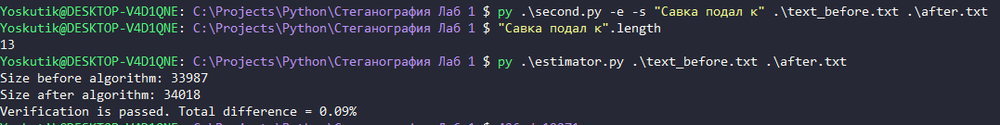 Yoskutik@DESKTOP-V4D1QNE: C:\Projects\Python\Стеганография Лаб 1 $ py .\second.py -e -s "Савка подал к" .\text_before.txt .\after.txt
Yoskutik@DESKTOP-V4D1QNE: C:\Projects\Python\Стеганография Лаб 1 $ "Савка подал к".length
13
Yoskutik@DESKTOP-V4D1QNE: C:\Projects\Python\Стеганография Лаб 1 $ py .\estimator.py .\text_before.txt .\after.txt
Size before algorithm: 33987
Size after algorithm: 34018
Verification is passed. Total difference = 0.09%